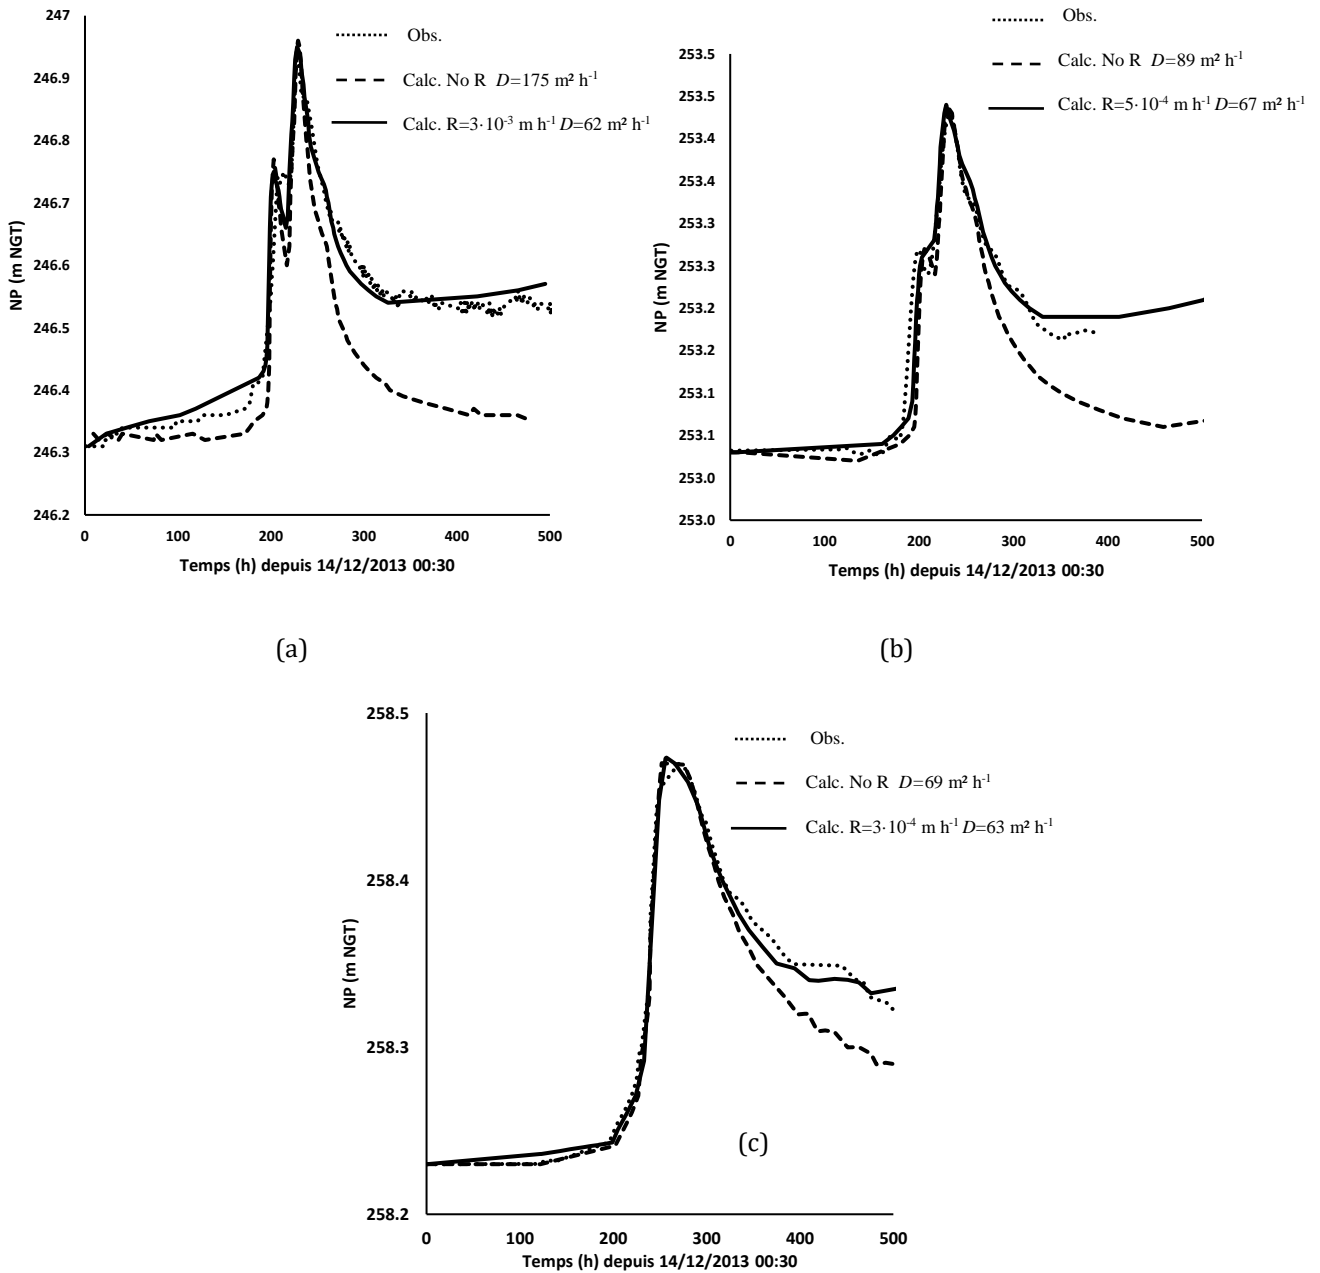 247
246.9
246.8
246.7
246.6
246.5
246.4
246.3
246.2
NP (m NGT)
0 100 200 300 400 500
Temps (h) depuis 14/12/2013 00:30
Obs.
Calc. No R D=175 m² h⁻¹
Calc. R=3·10⁻³ m h⁻¹ D=62 m² h⁻¹
(a)
253.5
253.5
253.4
253.4
253.3
253.3
253.2
253.2
253.1
253.1
253.0
253.0
NP (m NGT)
0 100 200 300 400 500
Temps (h) depuis 14/12/2013 00:30
Obs.
Calc. No R D=89 m² h⁻¹
Calc. R=5·10⁻⁴ m h⁻¹ D=67 m² h⁻¹
(b)
258.5
258.4
258.3
258.2
NP (m NGT)
0 100 200 300 400 500
Temps (h) depuis 14/12/2013 00:30
Obs.
Calc. No R D=69 m² h⁻¹
Calc. R=3·10⁻⁴ m h⁻¹ D=63 m² h⁻¹
(c)